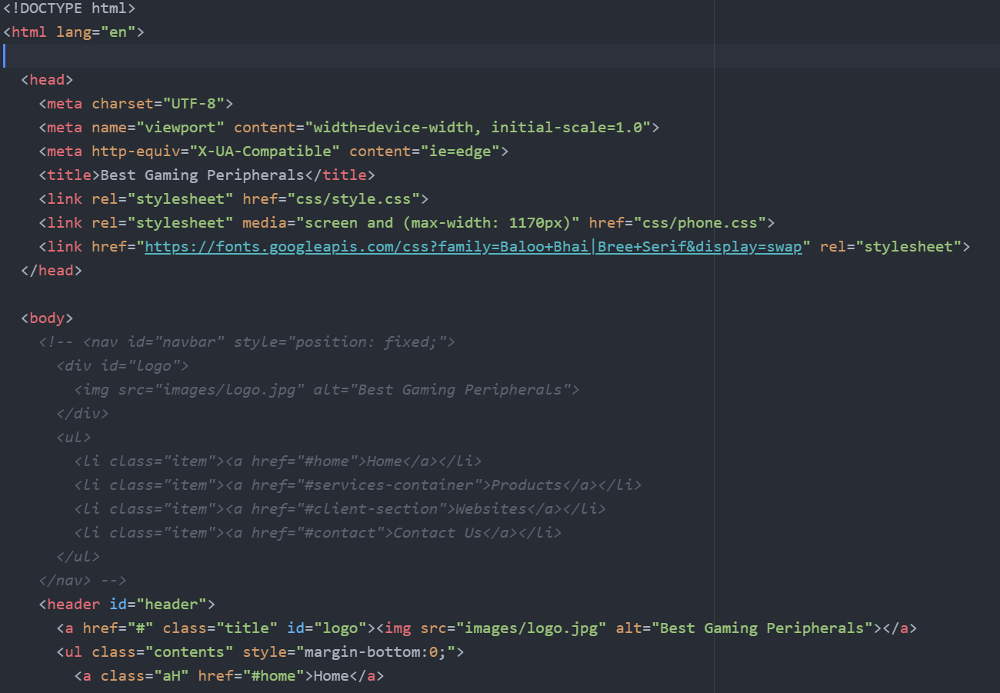 <!DOCTYPE html>
<html lang="en">
<head>
<meta charset="UTF-8">
<meta name="viewport" content="width=device-width, initial-scale=1.0">
<meta http-equiv="X-UA-Compatible" content="ie=edge">
<title>Best Gaming Peripherals</title>
<link rel="stylesheet" href="css/style.css">
<link rel="stylesheet" media="screen and (max-width: 1170px)" href="css/phone.css">
<link href="https://fonts.googleapis.com/css?family=Baloo+Bhai|Bree+Serif&display=swap" rel="stylesheet">
</head>
<body>
<!-- <nav id="navbar" style="position: fixed;">
<div id="logo">
<img src="images/logo.jpg" alt="Best Gaming Peripherals">
</div>
<ul>
<li class="item"><a href="#home">Home</a></li>
<li class="item"><a href="#services-container">Products</a></li>
<li class="item"><a href="#client-section">Websites</a></li>
<li class="item"><a href="#contact">Contact Us</a></li>
</ul>
</nav> -->
<header id="header">
<a href="#" class="title" id="logo"><img src="images/logo.jpg" alt="Best Gaming Peripherals"></a>
<ul class="contents" style="margin-bottom:0;">
<a class="aH" href="#home">Home</a>